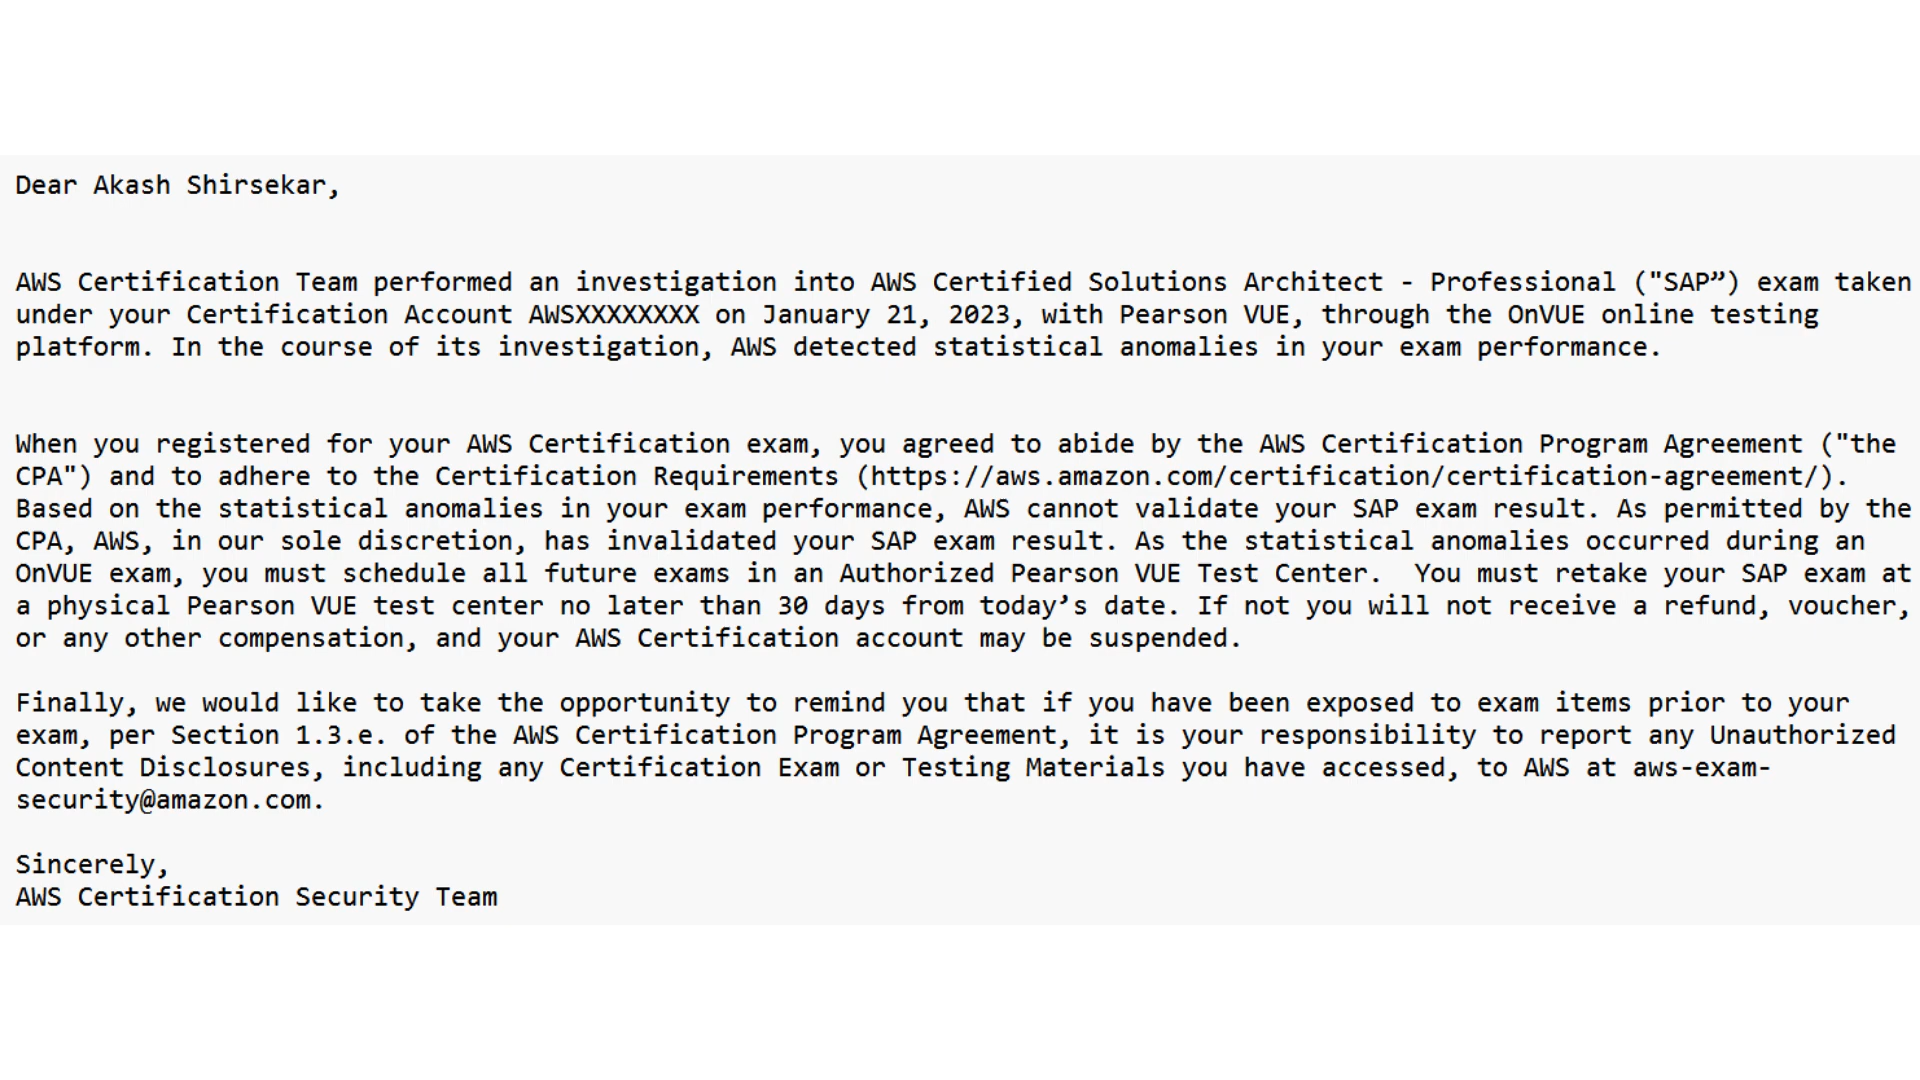 Dear Akash Shirsekar,
AWS Certification Team performed an investigation into AWS Certified Solutions Architect - Professional ("SAP”) exam taken
under your Certification Account AWSXXXXXXXX on January 21, 2023, with Pearson VUE, through the OnVUE online testing
platform. In the course of its investigation, AWS detected statistical anomalies in your exam performance.
When you registered for your AWS Certification exam, you agreed to abide by the AWS Certification Program Agreement ("the
CPA") and to adhere to the Certification Requirements (https://aws.amazon.com/certification/certification-agreement/).
Based on the statistical anomalies in your exam performance, AWS cannot validate your SAP exam result. As permitted by the
CPA, AWS, in our sole discretion, has invalidated your SAP exam result. As the statistical anomalies occurred during an
OnVUE exam, you must schedule all future exams in an Authorized Pearson VUE Test Center.  You must retake your SAP exam at
a physical Pearson VUE test center no later than 30 days from today’s date. If not you will not receive a refund, voucher,
or any other compensation, and your AWS Certification account may be suspended.
Finally, we would like to take the opportunity to remind you that if you have been exposed to exam items prior to your
exam, per Section 1.3.e. of the AWS Certification Program Agreement, it is your responsibility to report any Unauthorized
Content Disclosures, including any Certification Exam or Testing Materials you have accessed, to AWS at aws-exam-
security@amazon.com.
Sincerely,
AWS Certification Security Team